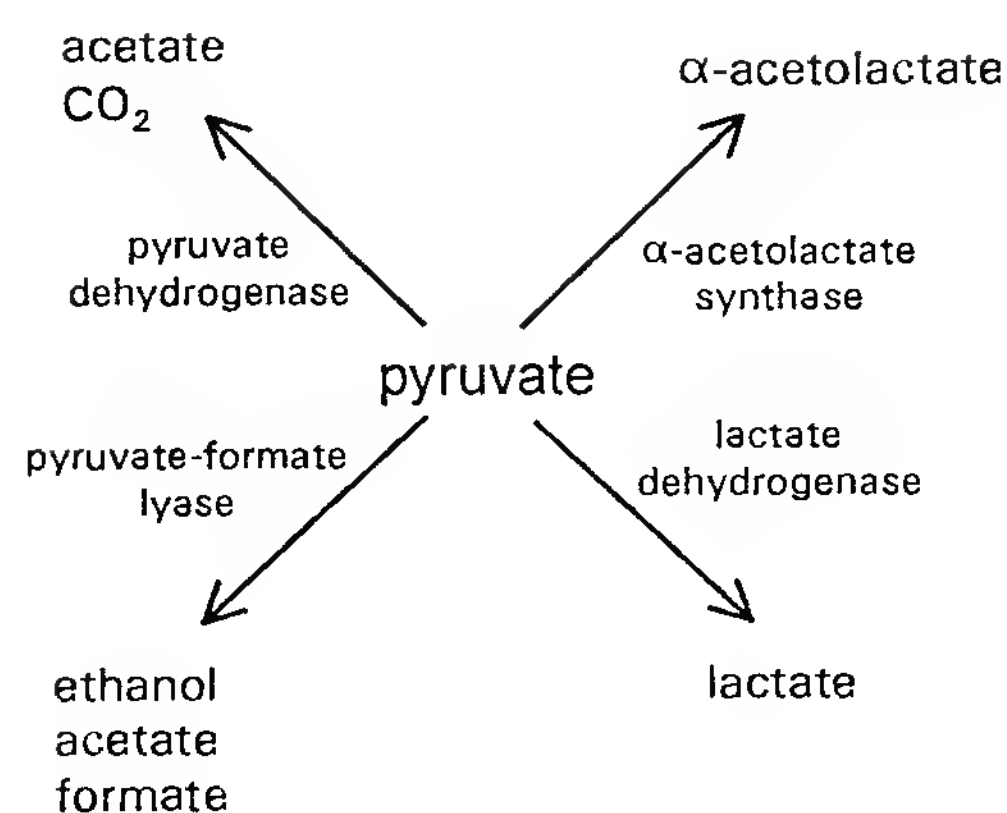 acetate
CO₂
α-acetolactate
pyruvate
dehydrogenase
α-acetolactate
synthase
pyruvate
pyruvate-formate
lyase
lactate
dehydrogenase
ethanol
acetate
formate
lactate